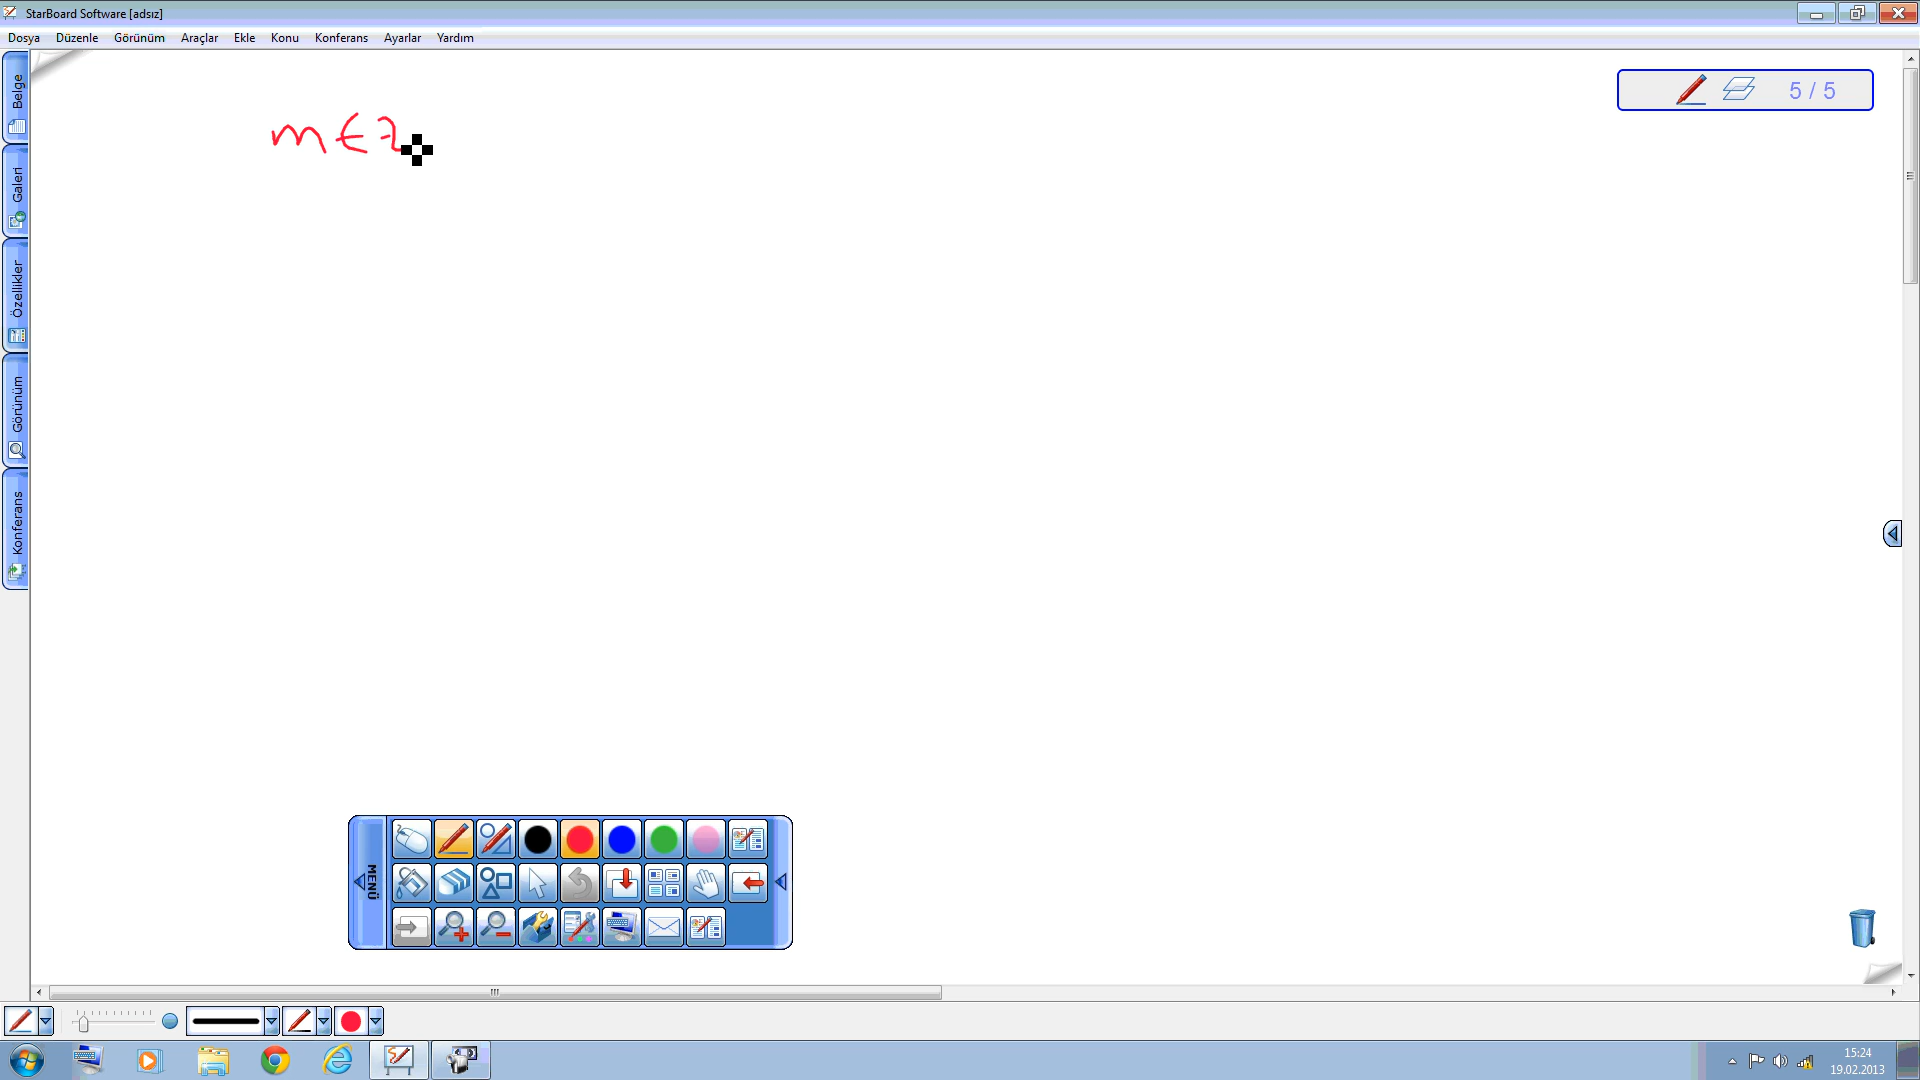 StarBoard Software [adsız]
Dosya Düzenle Görünüm Araçlar Ekle Konu Konferans Ayarlar Yardım
Belge
Galeri
Özellikler
Görünüm
Konferans
5 / 5
m ∈ Z
MENÜ
15:24
19.02.2013